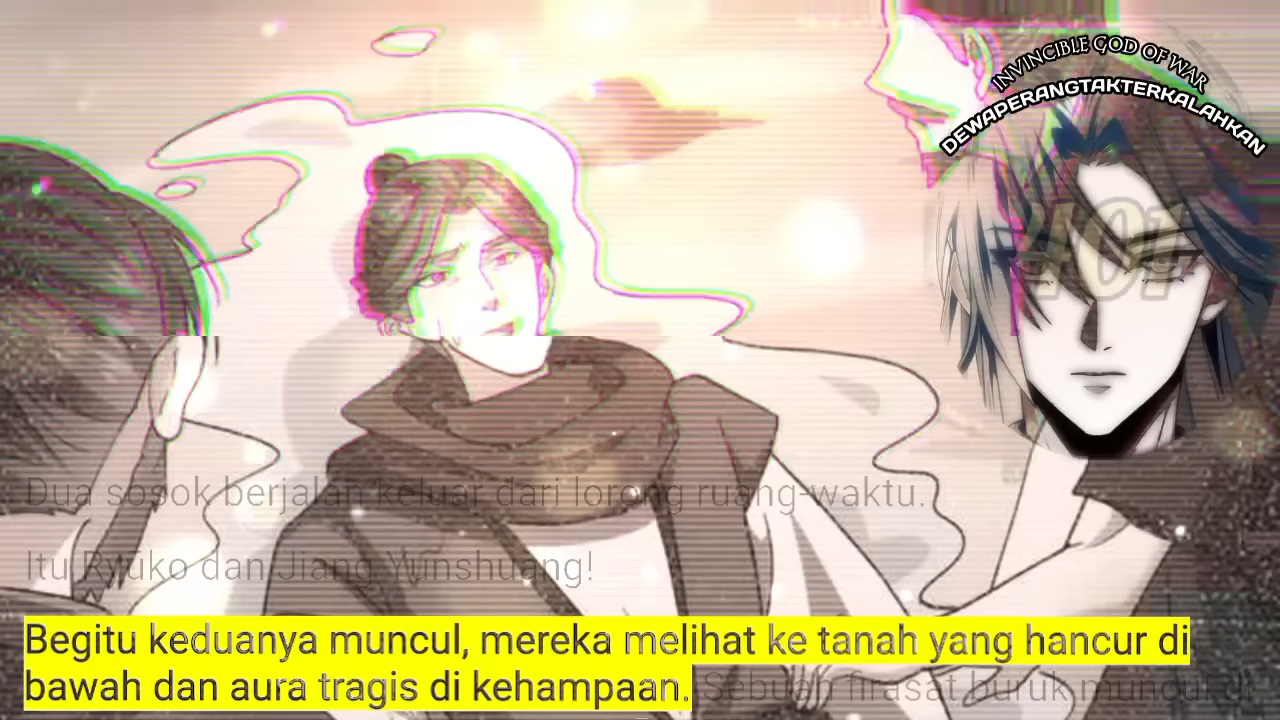 INVINCIBLE GOD OF WAR
DEWAPERANGTAKTERKALAHKAN
Dua sosok berjalan keluar dari lorong ruang-waktu.
Itu Ryuko dan Jiang Yunshuang!
Begitu keduanya muncul, mereka melihat ke tanah yang hancur di
bawah dan aura tragis di kehampaan. Sebuah firasat buruk muncul di